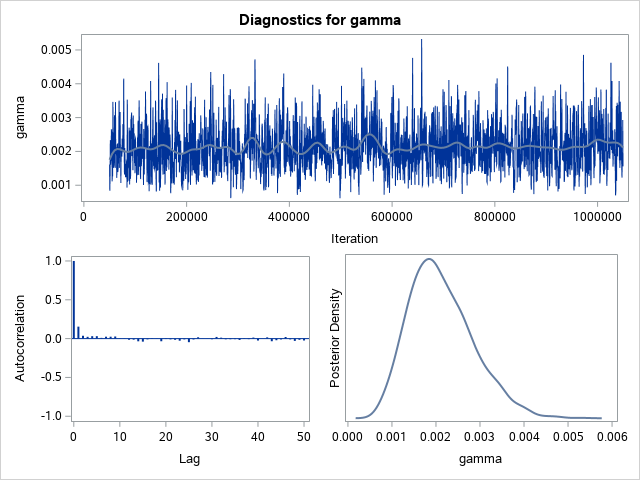 Diagnostics for gamma
gamma
0.005
0.004
0.003
0.002
0.001
0 200000 400000 600000 800000 1000000
Iteration
Autocorrelation
1.0
0.5
0.0
-0.5
-1.0
0 10 20 30 40 50
Lag
Posterior Density
0.000 0.001 0.002 0.003 0.004 0.005 0.006
gamma